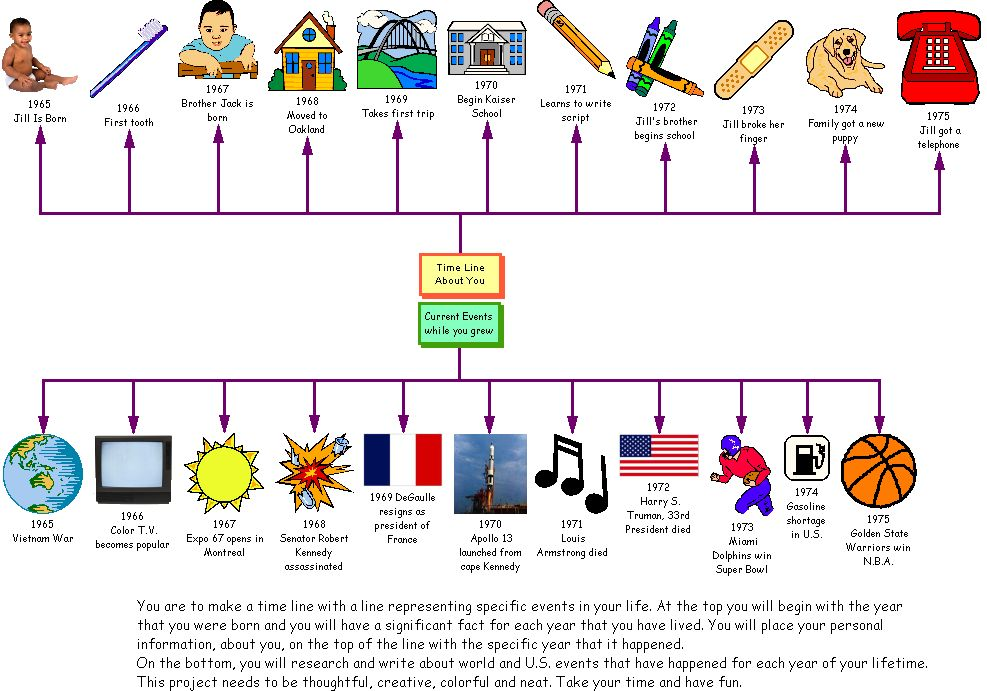 1965
Jill Is Born
1966
First tooth
1967
Brother Jack is
born
1968
Moved to
Oakland
1969
Takes first trip
1970
Begin Kaiser
School
1971
Learns to write
script
1972
Jill's brother
begins school
1973
Jill broke her
finger
1974
Family got a new
puppy
1975
Jill got a
telephone
Time Line
About You
Current Events
while you grew
1965
Vietnam War
1966
Color T.V.
becomes popular
1967
Expo 67 opens in
Montreal
1968
Senator Robert
Kennedy
assassinated
1969 DeGaulle
resigns as
president of
France
1970
Apollo 13
launched from
cape Kennedy
1971
Louis
Armstrong died
1972
Harry S.
Truman, 33rd
President died
1973
Miami
Dolphins win
Super Bowl
1974
Gasoline
shortage
in U.S.
1975
Golden State
Warriors win
N.B.A.
You are to make a time line with a line representing specific events in your life. At the top you will begin with the year
that you were born and you will have a significant fact for each year that you have lived. You will place your personal
information, about you, on the top of the line with the specific year that it happened.
On the bottom, you will research and write about world and U.S. events that have happened for each year of your lifetime.
This project needs to be thoughtful, creative, colorful and neat. Take your time and have fun.